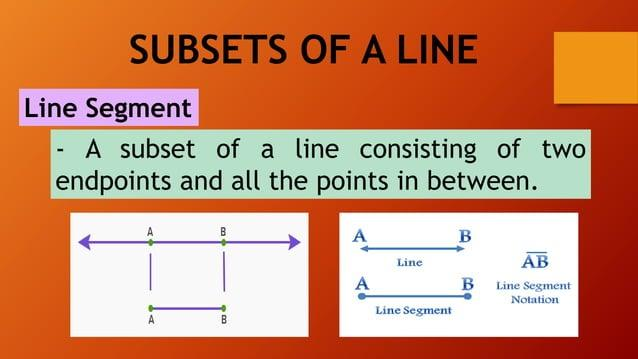 SUBSETS OF A LINE
Line Segment
- A subset of a line consisting of two
endpoints and all the points in between.
A B
A B
A B
Line
A B
Line Segment
A̅B̅
Line Segment
Notation